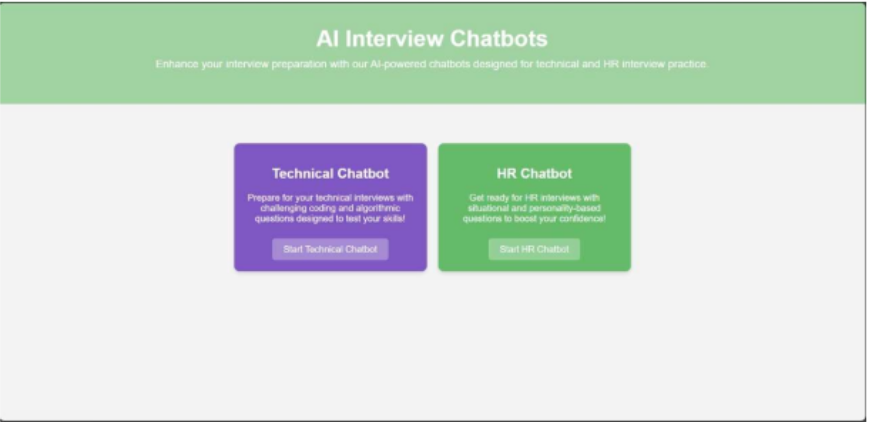 AI Interview Chatbots
Enhance your interview preparation with our AI-powered chatbots designed for technical and HR interview practice.
Technical Chatbot
Prepare for your technical interviews with
challenging coding and algorithmic
questions designed to test your skills!
Start Technical Chatbot
HR Chatbot
Get ready for HR interviews with
situational and personality-based
questions to boost your confidence!
Start HR Chatbot